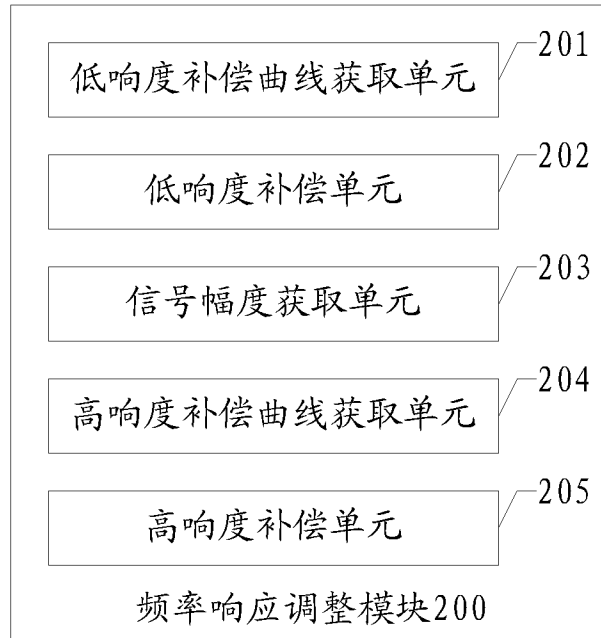 低响度补偿曲线获取单元 201
低响度补偿单元 202
信号幅度获取单元 203
高响度补偿曲线获取单元 204
高响度补偿单元 205
频率响应调整模块200